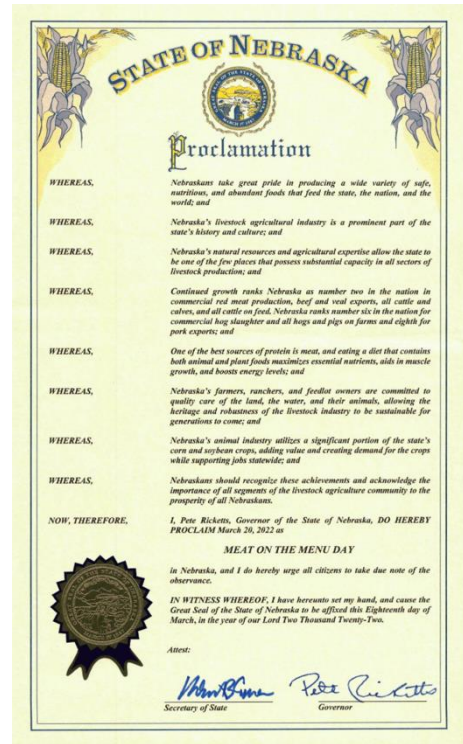 STATE OF NEBRASKA
Proclamation
WHEREAS, Nebraskans take great pride in producing a wide variety of safe,
nutritious, and abundant foods that feed the state, the nation, and the
world; and
WHEREAS, Nebraska's livestock agricultural industry is a prominent part of the
state's history and culture; and
WHEREAS, Nebraska's natural resources and agricultural expertise allow the state to
be one of the few places that possess substantial capacity in all sectors of
livestock production; and
WHEREAS, Continued growth ranks Nebraska as number two in the nation in
commercial red meat production, beef and veal exports, all cattle and
calves, and all cattle on feed. Nebraska ranks number six in the nation for
commercial hog slaughter and all hogs and pigs on farms and eighth for
pork exports; and
WHEREAS, One of the best sources of protein is meat, and eating a diet that contains
both animal and plant foods maximizes essential nutrients, aids in muscle
growth, and boosts energy levels; and
WHEREAS, Nebraska's farmers, ranchers, and feedlot owners are committed to
quality care of the land, the water, and their animals, allowing the
heritage and robustness of the livestock industry to be sustainable for
generations to come; and
WHEREAS, Nebraska's animal industry utilizes a significant portion of the state's
corn and soybean crops, adding value and creating demand for the crops
while supporting jobs statewide; and
WHEREAS, Nebraskans should recognize these achievements and acknowledge the
importance of all segments of the livestock agriculture community to the
prosperity of all Nebraskans.
NOW, THEREFORE, I, Pete Ricketts, Governor of the State of Nebraska, DO HEREBY
PROCLAIM March 20, 2022 as
MEAT ON THE MENU DAY
in Nebraska, and I do hereby urge all citizens to take due note of the
observance.
IN WITNESS WHEREOF, I have hereunto set my hand, and cause the
Great Seal of the State of Nebraska to be affixed this Eighteenth day of
March, in the year of our Lord Two Thousand Twenty-Two.
Attest:
Pete Ricketts
Secretary of State Governor